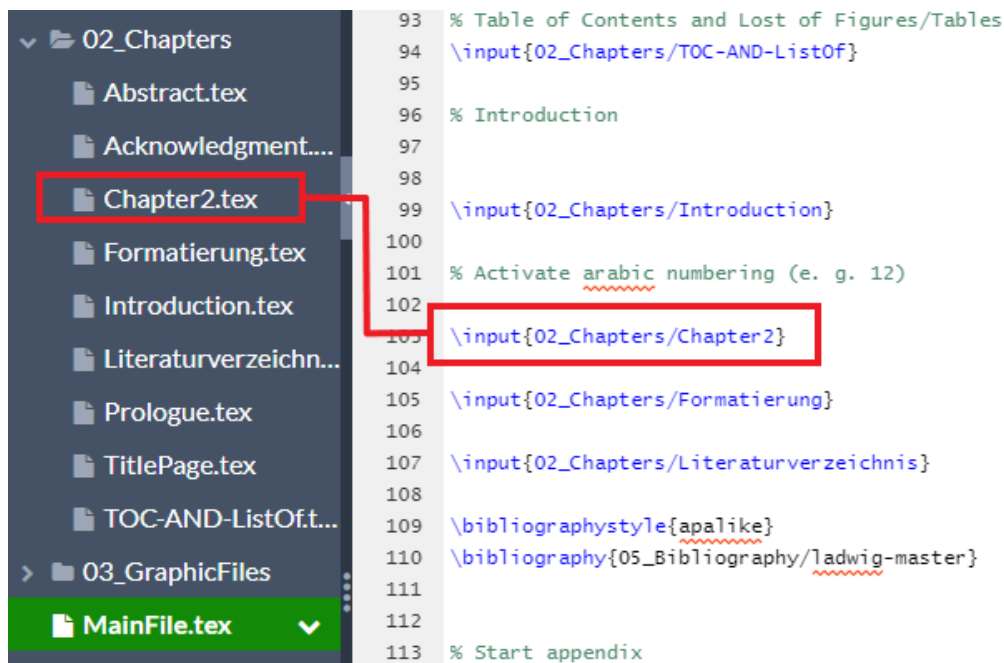 02_Chapters
Abstract.tex
Acknowledgment....
Chapter2.tex
Formatierung.tex
Introduction.tex
Literaturverzeichn...
Prologue.tex
TitlePage.tex
TOC-AND-ListOf.t...
03_GraphicFiles
MainFile.tex
93 % Table of Contents and Lost of Figures/Tables
94 \input{02_Chapters/TOC-AND-ListOf}
95
96 % Introduction
97
98
99 \input{02_Chapters/Introduction}
100
101 % Activate arabic numbering (e. g. 12)
102
103 \input{02_Chapters/Chapter2}
104
105 \input{02_Chapters/Formatierung}
106
107 \input{02_Chapters/Literaturverzeichnis}
108
109 \bibliographystyle{apalike}
110 \bibliography{05_Bibliography/ladwig-master}
111
112
113 % Start appendix